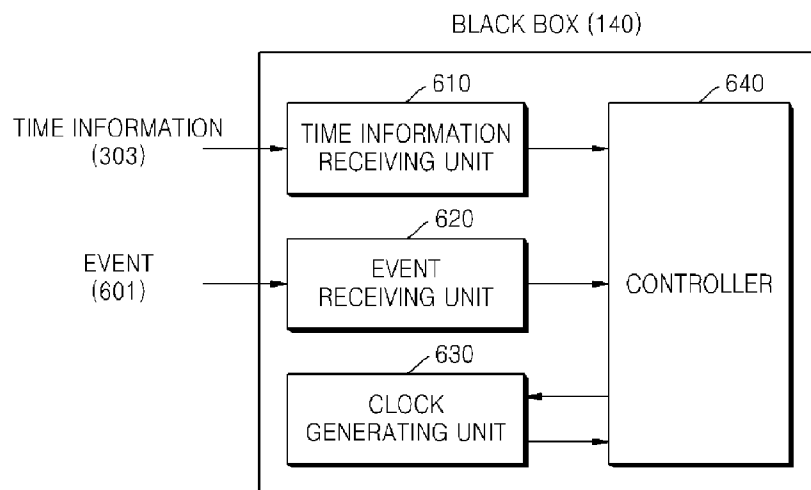 BLACK BOX (140)
610
640
TIME INFORMATION
(303)
TIME INFORMATION
RECEIVING UNIT
620
EVENT
(601)
EVENT
RECEIVING UNIT
CONTROLLER
630
CLOCK
GENERATING UNIT